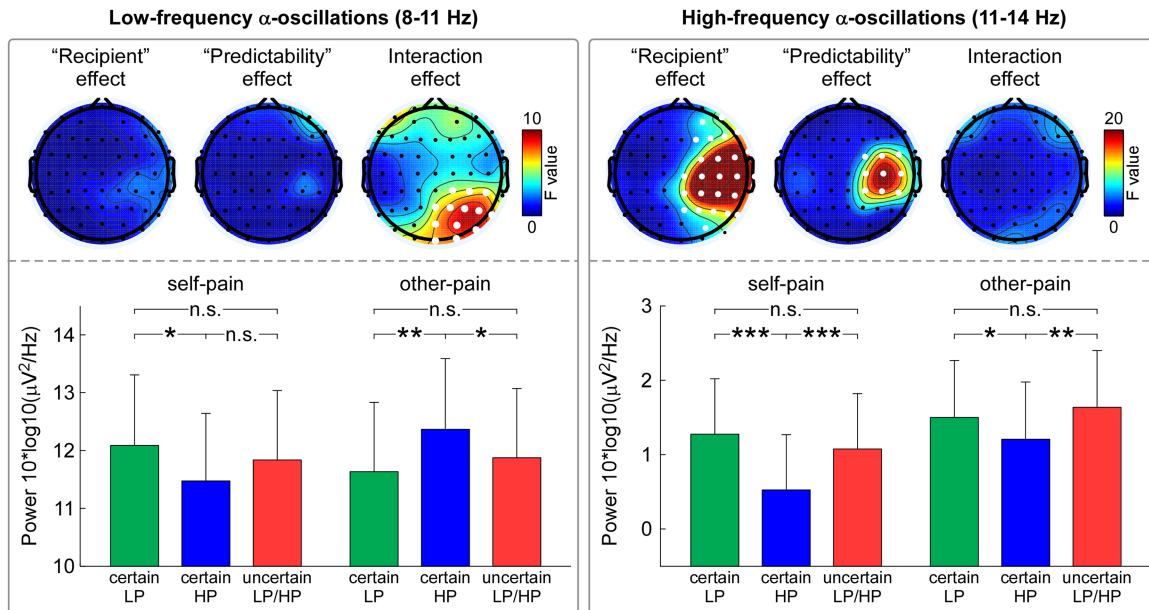 Low-frequency α-oscillations (8-11 Hz)
“Recipient” effect
“Predictability” effect
Interaction effect
10
F value
0
self-pain
other-pain
n.s.
n.s.
*
n.s.
**
*
Power 10*log10(μV²/Hz)
14
13
12
11
10
certain LP
certain HP
uncertain LP/HP
certain LP
certain HP
uncertain LP/HP
High-frequency α-oscillations (11-14 Hz)
“Recipient” effect
“Predictability” effect
Interaction effect
20
F value
0
self-pain
other-pain
n.s.
n.s.
***
***
*
**
Power 10*log10(μV²/Hz)
3
2
1
0
certain LP
certain HP
uncertain LP/HP
certain LP
certain HP
uncertain LP/HP